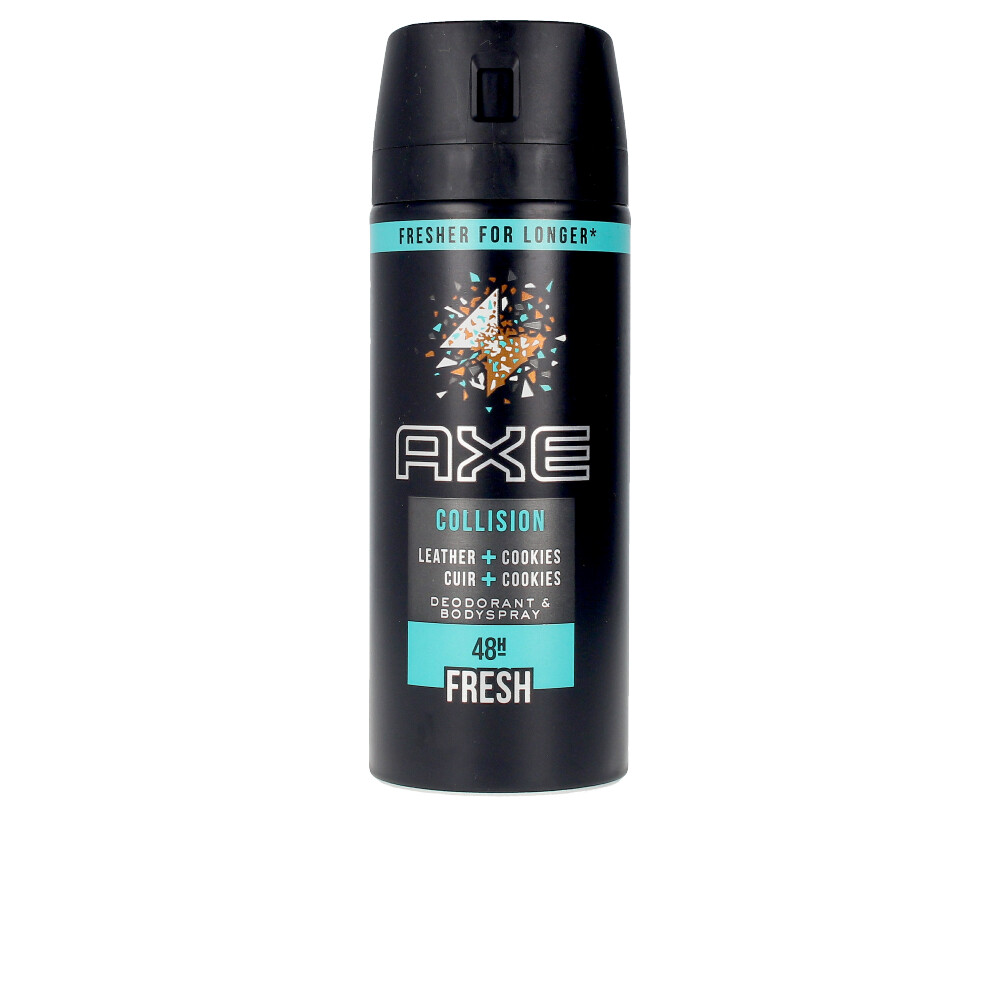 FRESHER FOR LONGER*
AXE
COLLISION
LEATHER + COOKIES
CUIR + COOKIES
DEODORANT &
BODYSPRAY
48H
FRESH